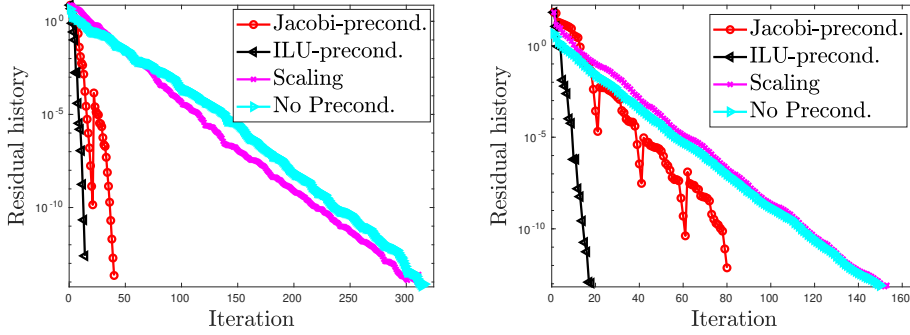 Jacobi-precond.
ILU-precond.
Scaling
No Precond.
Residual history
10^0
10^-5
10^-10
0 50 100 150 200 250 300
Iteration
Jacobi-precond.
ILU-precond.
Scaling
No Precond.
Residual history
10^0
10^-5
10^-10
0 20 40 60 80 100 120 140 160
Iteration